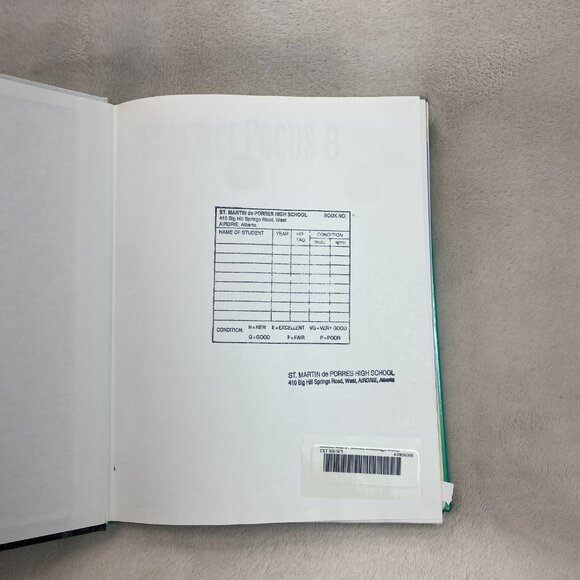 SCIENCEFOCUS 8
ST. MARTIN de PORRES HIGH SCHOOL BOOK NO.
410 Big Hill Springs Road, West
AIRDRIE, Alberta
NAME OF STUDENT YEAR CONDITION
CONDITION: N=NEW E=EXCELLENT VG=VERY GOOD
G=GOOD F=FAIR P=POOR
ST. MARTIN de PORRES HIGH SCHOOL
410 Big Hill Springs Road, West, AIRDRIE, Alberta